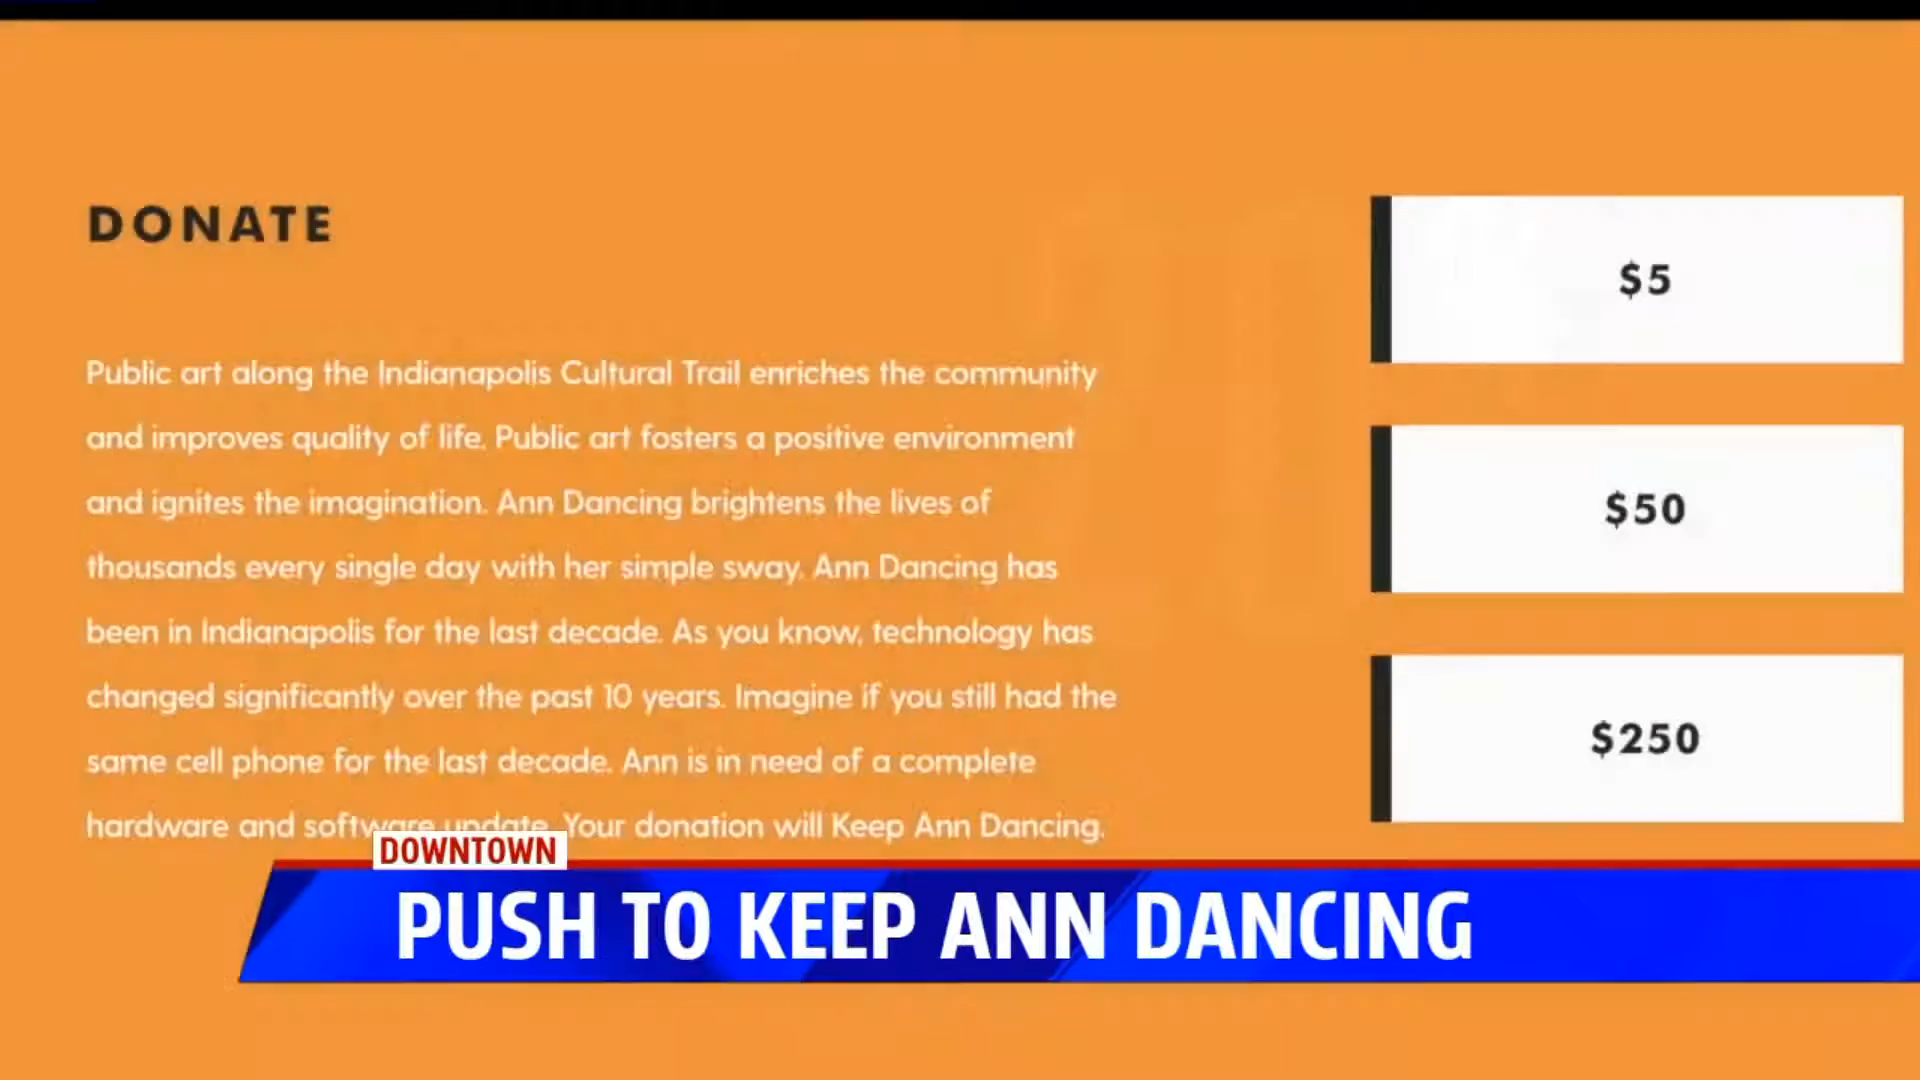 DONATE
Public art along the Indianapolis Cultural Trail enriches the community
and improves quality of life. Public art fosters a positive environment
and ignites the imagination. Ann Dancing brightens the lives of
thousands every single day with her simple sway. Ann Dancing has
been in Indianapolis for the last decade. As you know, technology has
changed significantly over the past 10 years. Imagine if you still had the
same cell phone for the last decade. Ann is in need of a complete
hardware and software update. Your donation will Keep Ann Dancing.
$5
$50
$250
DOWNTOWN
PUSH TO KEEP ANN DANCING